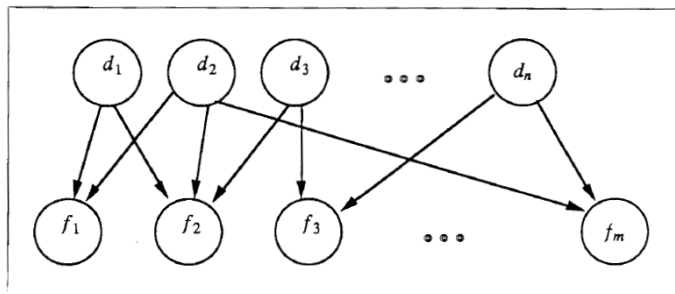 d₁ d₂ d₃ dₙ
f₁ f₂ f₃ fₘ